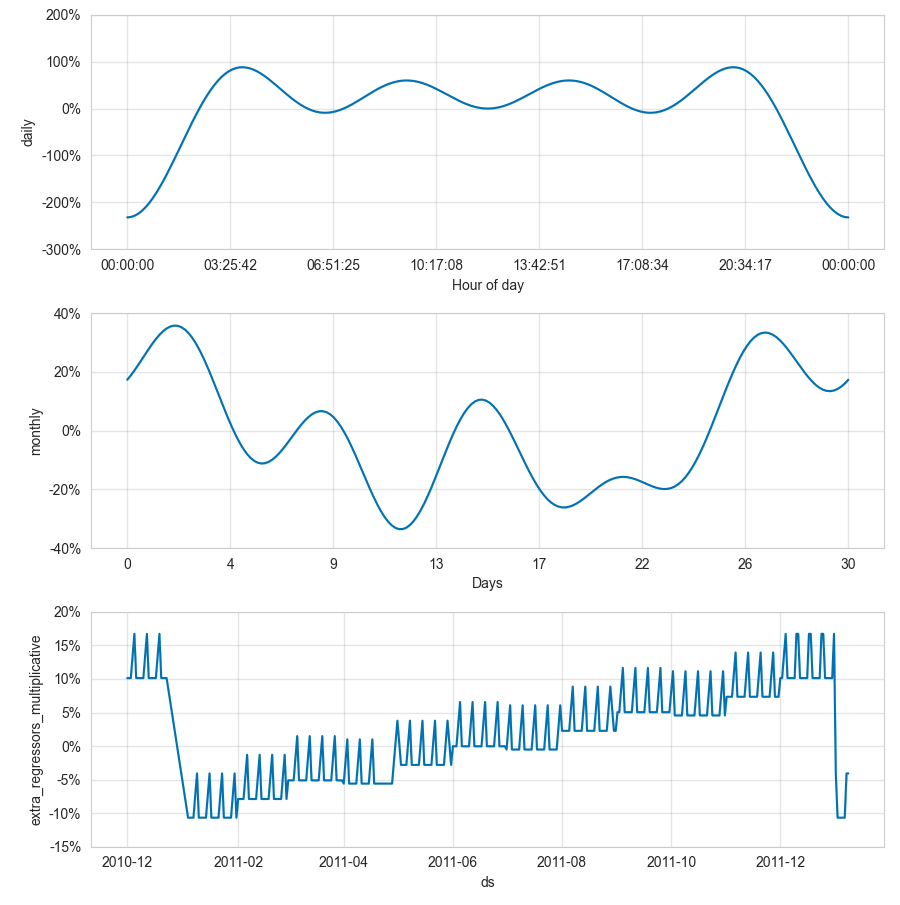 200%
100%
0%
-100%
-200%
-300%
daily
00:00:00 03:25:42 06:51:25 10:17:08 13:42:51 17:08:34 20:34:17 00:00:00
Hour of day
40%
20%
0%
-20%
-40%
monthly
0 4 9 13 17 22 26 30
Days
20%
15%
10%
5%
0%
-5%
-10%
-15%
extra_regressors_multiplicative
2010-12 2011-02 2011-04 2011-06 2011-08 2011-10 2011-12
ds